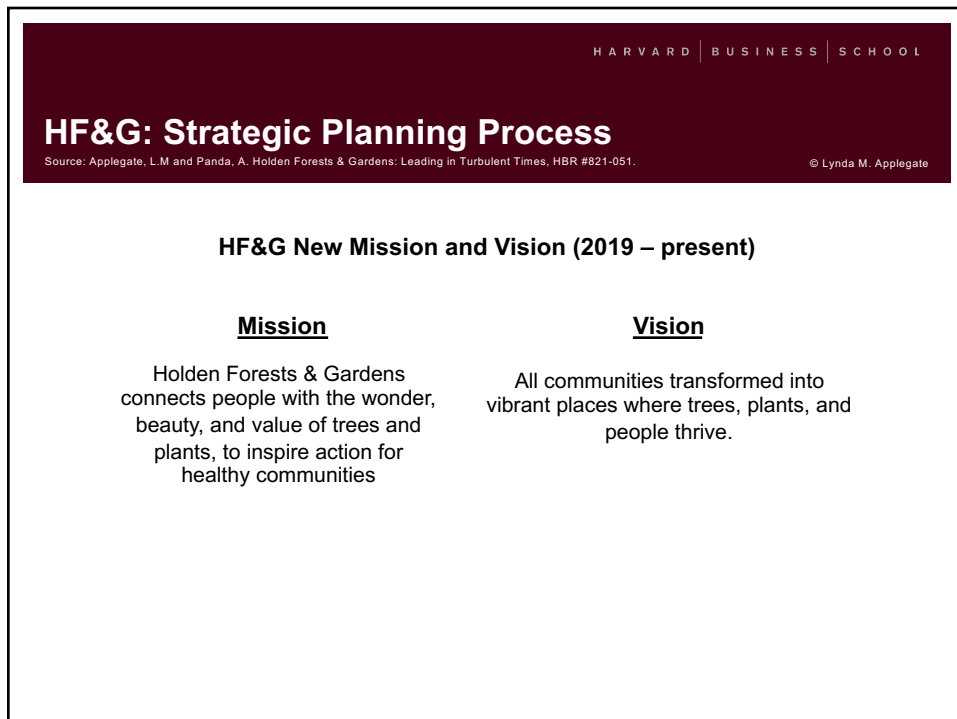 HARVARD | BUSINESS | SCHOOL
HF&G: Strategic Planning Process
Source: Applegate, L.M and Panda, A. Holden Forests & Gardens: Leading in Turbulent Times, HBR #821-051.
© Lynda M. Applegate
HF&G New Mission and Vision (2019 – present)
Mission
Holden Forests & Gardens
connects people with the wonder,
beauty, and value of trees and
plants, to inspire action for
healthy communities
Vision
All communities transformed into
vibrant places where trees, plants, and
people thrive.